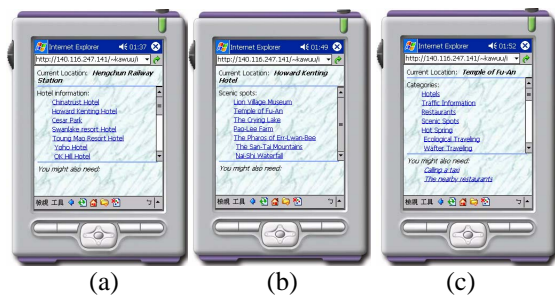 Internet Explorer 01:37
http://140.116.247.141/~kawuu/i
Current Location: Hengchun Railway
Station
Hotel information:
Chinatrust Hotel
Howard Kenting Hotel
Cesar Park
Swanlake resort Hotel
Toung Mao Resort Hotel
Yoho Hotel
OK Hill Hotel
You might also need:
檢視 工具
(a)
Internet Explorer 01:49
http://140.116.247.141/~kawuu/i
Current Location: Howard Kenting
Hotel
Scenic spots:
Lion Village Museum
Temple of Fu-An
The Crying Lake
Pao-Lee Farm
The Pharos of Err-Lwan-Bee
The San-Tai Mountains
Nai-Shi Waterfall
You might also need:
檢視 工具
(b)
Internet Explorer 01:52
http://140.116.247.141/~kawuu/i
Current Location: Temple of Fu-An
Categories:
Hotels
Traffic Information
Restaurants
Scenic Spots
Hot Spring
Ecological Traveling
Wafter Traveling
You might also need:
Calling a taxi
The nearby restaurants
檢視 工具
(c)